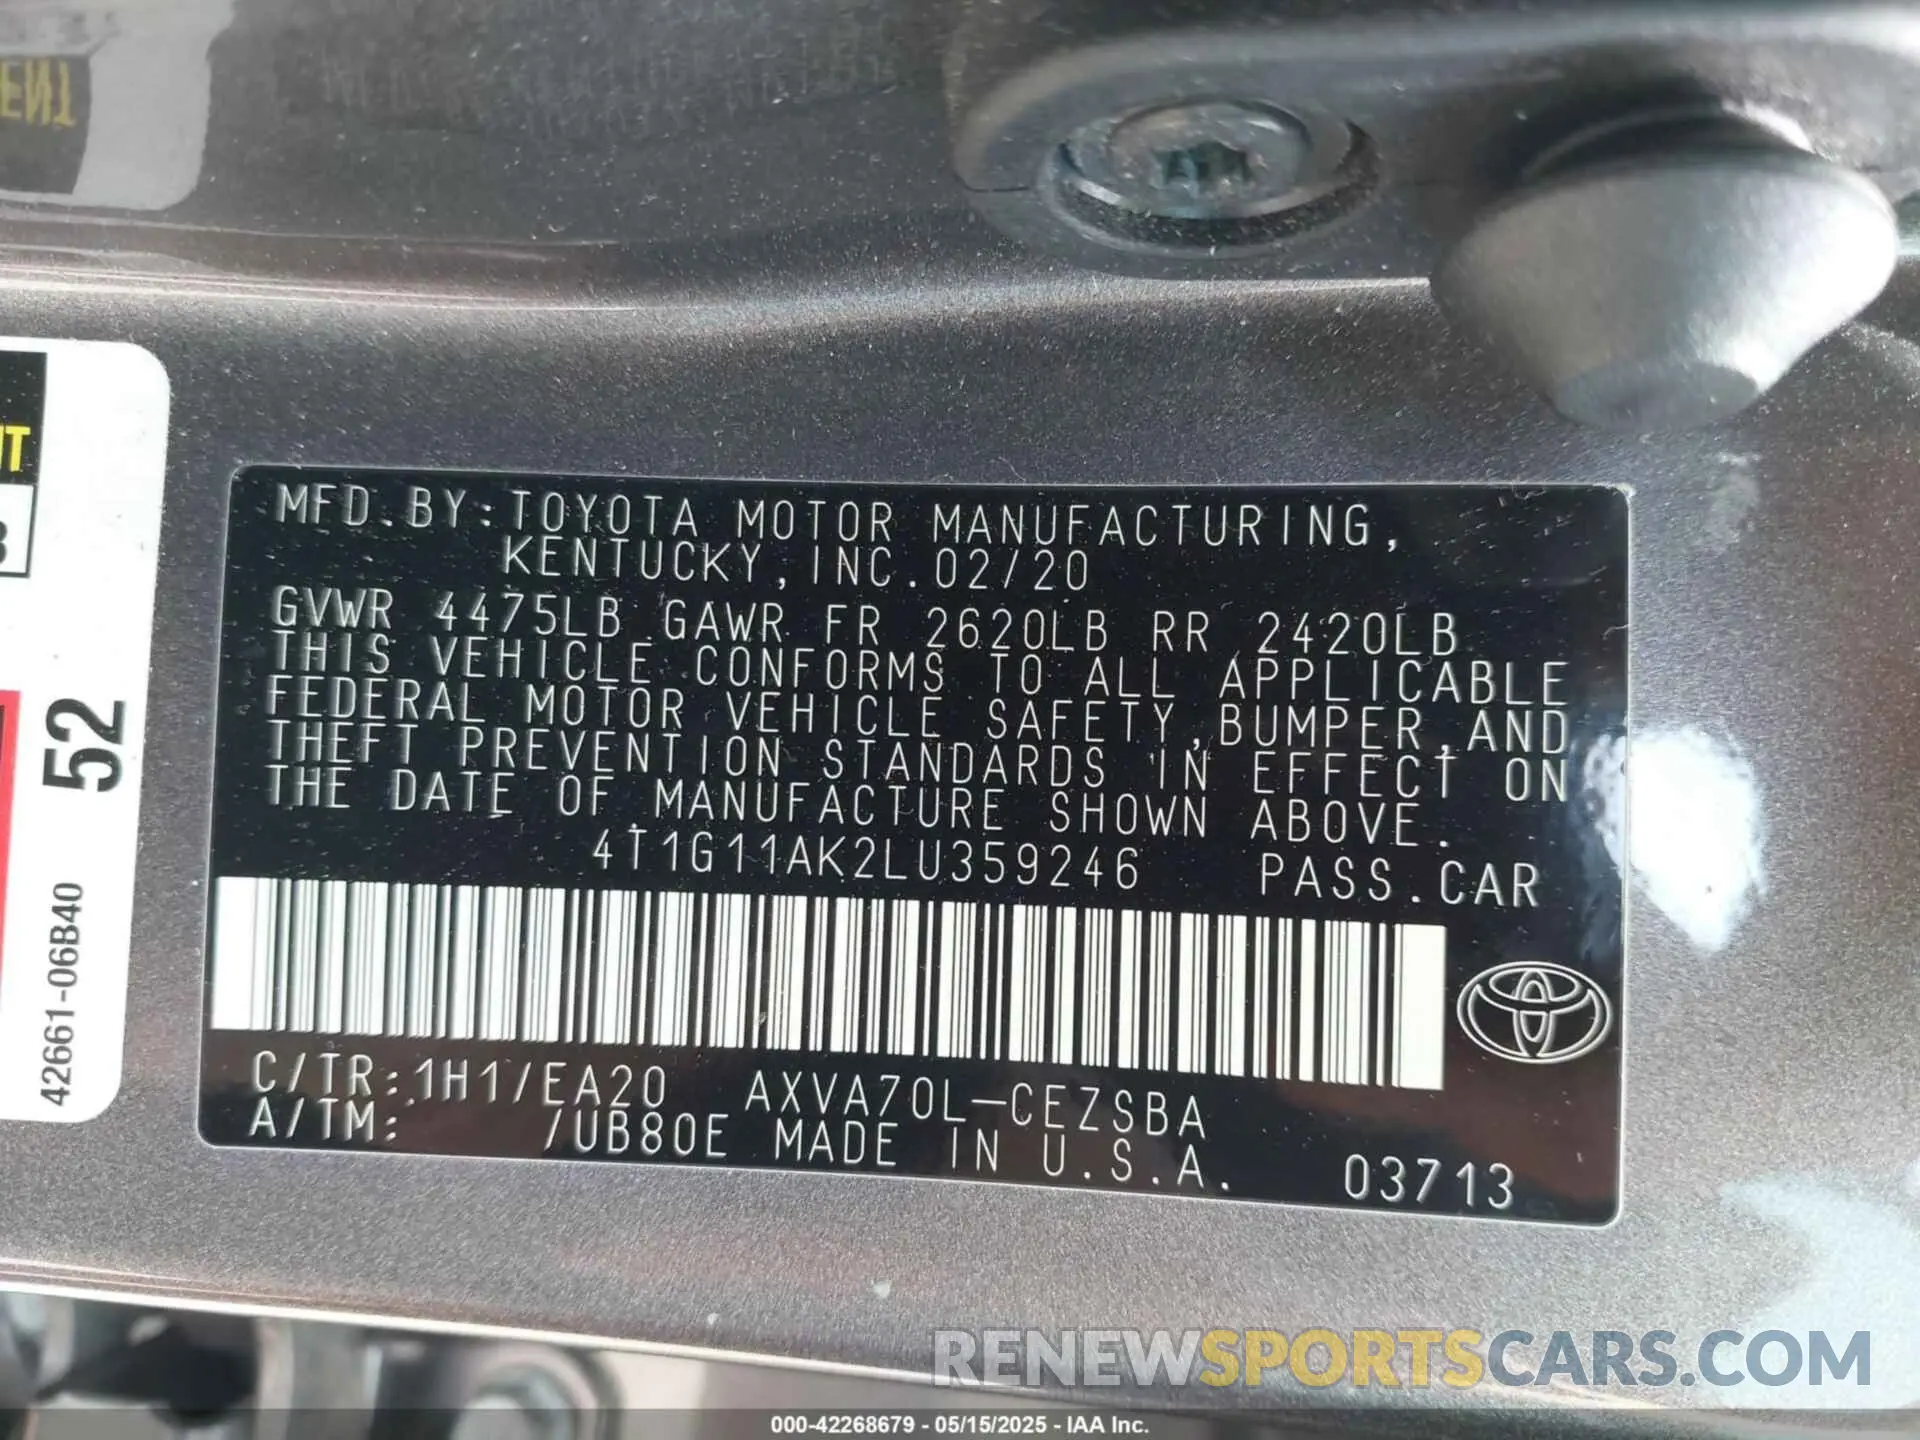 MFD.BY:TOYOTA MOTOR MANUFACTURING,
KENTUCKY,INC.02/20
GVWR 4475LB GAWR FR 2620LB RR 2420LB
THIS VEHICLE CONFORMS TO ALL APPLICABLE
FEDERAL MOTOR VEHICLE SAFETY,BUMPER,AND
THEFT PREVENTION STANDARDS IN EFFECT ON
THE DATE OF MANUFACTURE SHOWN ABOVE.
4T1G11AK2LU359246 PASS.CAR
C/TR:1H1/EA20 AXVA70L-CEZSBA
A/TM: /UB80E MADE IN U.S.A. 03713
52
42661-06B40
RENEWSPORTSCARS.COM
000-42268679 - 05/15/2025 - IAA Inc.